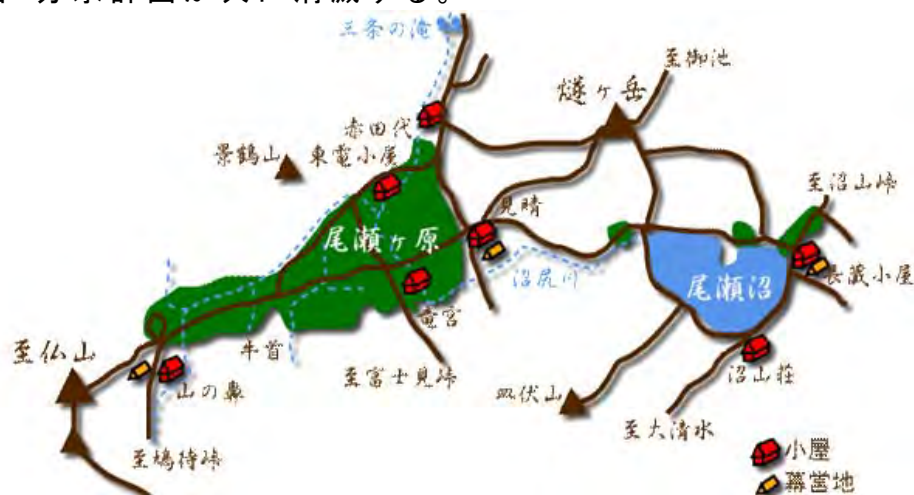 三条の滝
至御池
燧ヶ岳
赤田代
景鶴山
東電小屋
見晴
至沼山峠
尾瀬ヶ原
沼尻川
尾瀬沼
長蔵小屋
竜宮
牛首
至仏山
山の鼻
至富士見峠
皿伏山
沼山荘
至大清水
至鳩待峠
小屋
幕営地